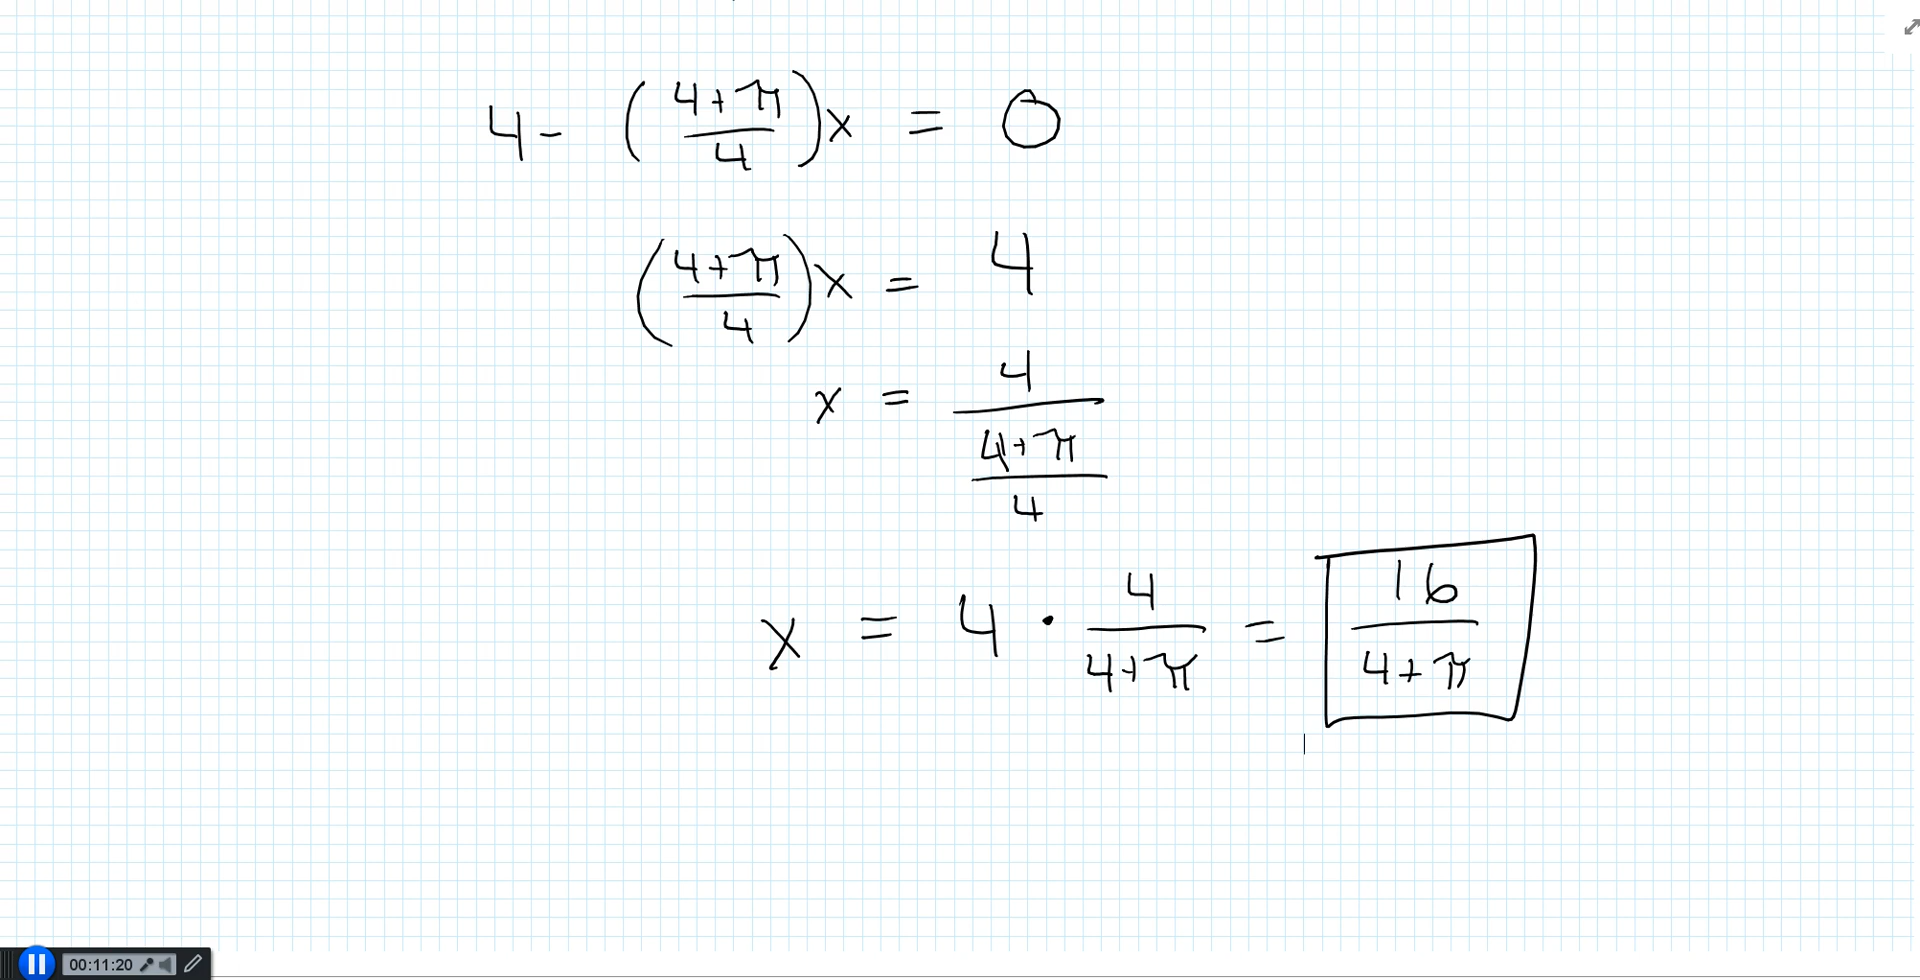 4 - (4+π/4)x = 0
(4+π/4)x = 4
x = 4/(4+π/4)
x = 4 · 4/4+π = 16/4+π
00:11:20